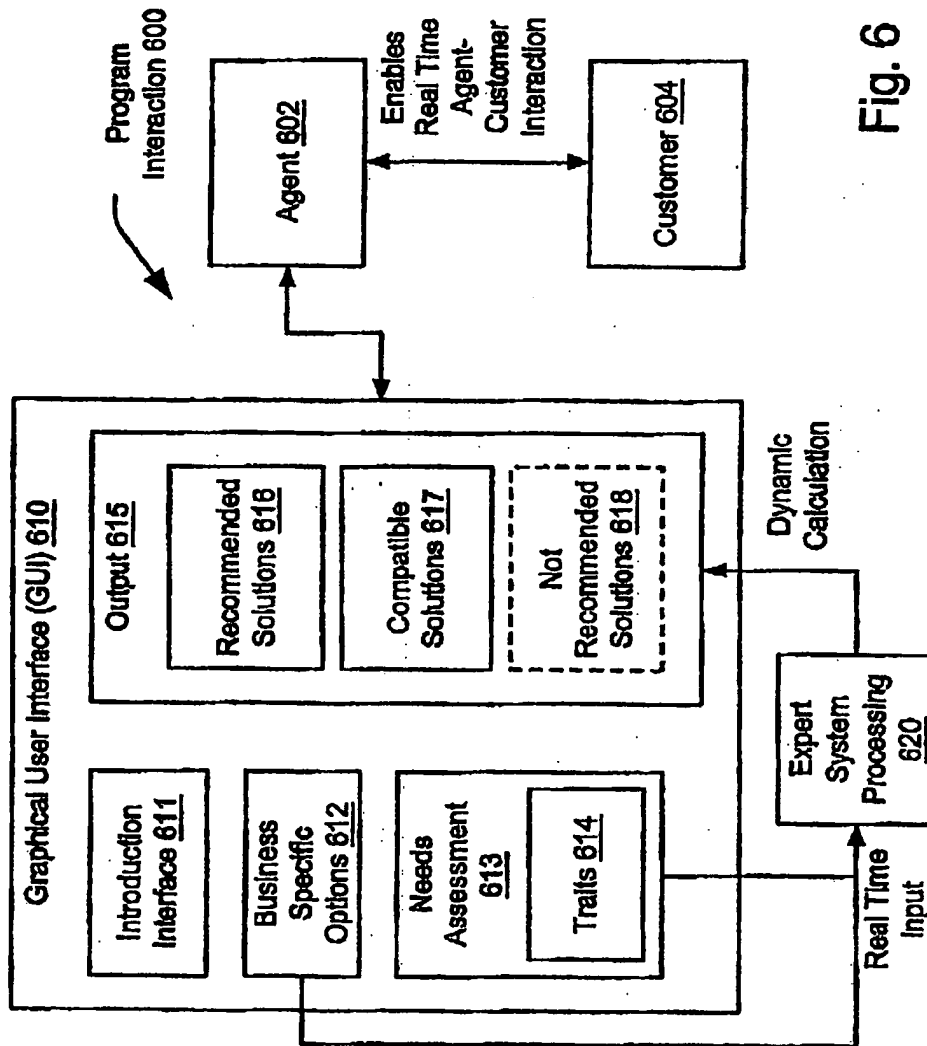 Program
Interaction 600
Graphical User Interface (GUI) 610
Introduction
Interface 611
Business
Specific
Options 612
Needs
Assessment
613
Traits 614
Output 615
Recommended
Solutions 616
Compatible
Solutions 617
Not
Recommended
Solutions 618
Agent 602
Enables
Real Time
Agent-
Customer
Interaction
Customer 604
Real Time
Input
Expert
System
Processing
620
Dynamic
Calculation
Fig. 6